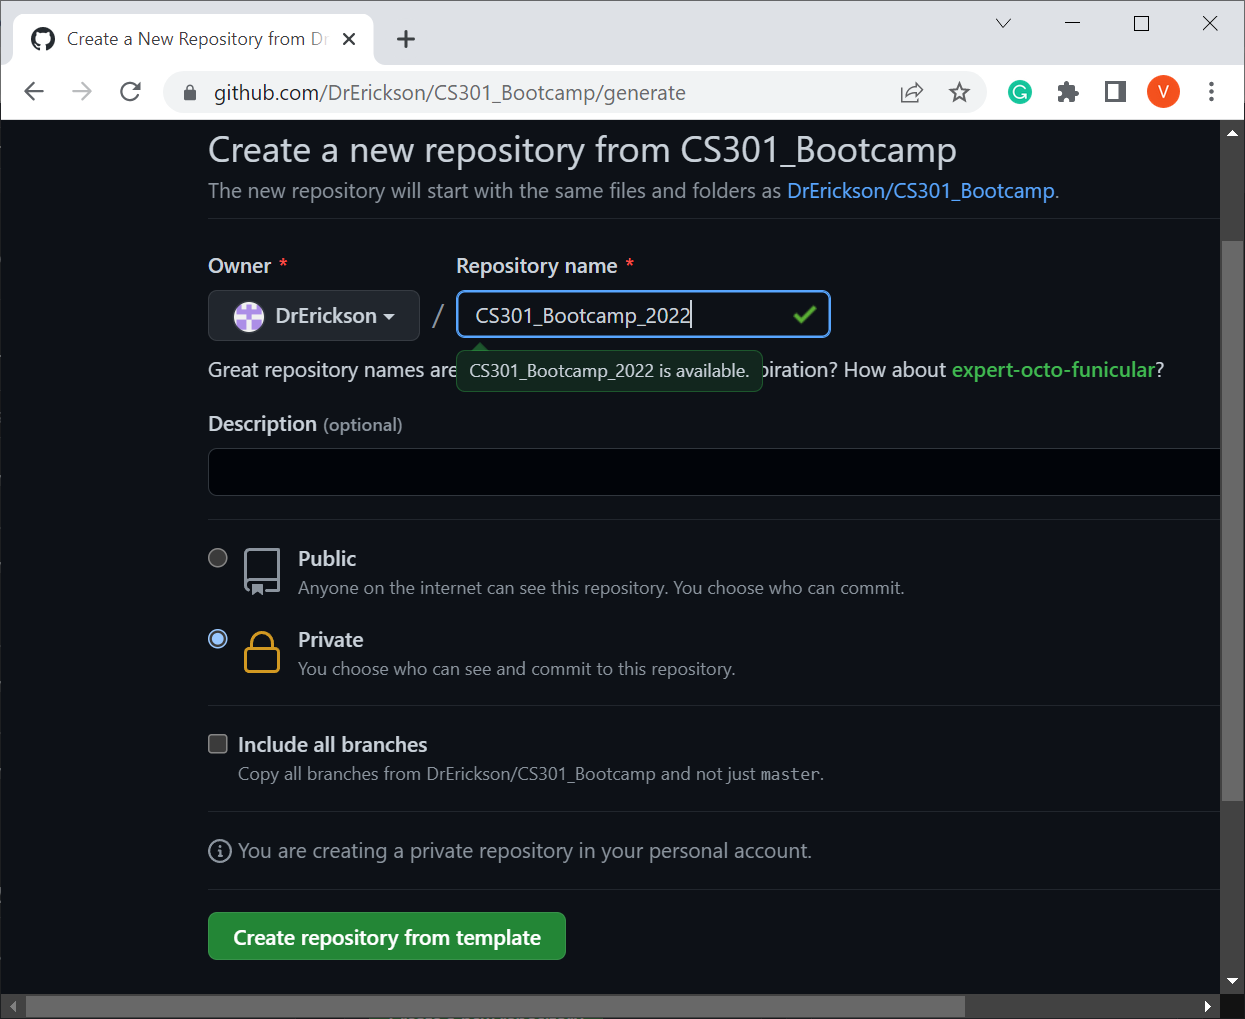 Create a New Repository from Dr
github.com/DrErickson/CS301_Bootcamp/generate
V
Create a new repository from CS301_Bootcamp
The new repository will start with the same files and folders as DrErickson/CS301_Bootcamp.
Owner * Repository name *
DrErickson / CS301_Bootcamp_2022
Great repository names are CS301_Bootcamp_2022 is available. piration? How about expert-octo-funicular?
Description (optional)
Public
Anyone on the internet can see this repository. You choose who can commit.
Private
You choose who can see and commit to this repository.
Include all branches
Copy all branches from DrErickson/CS301_Bootcamp and not just master.
You are creating a private repository in your personal account.
Create repository from template